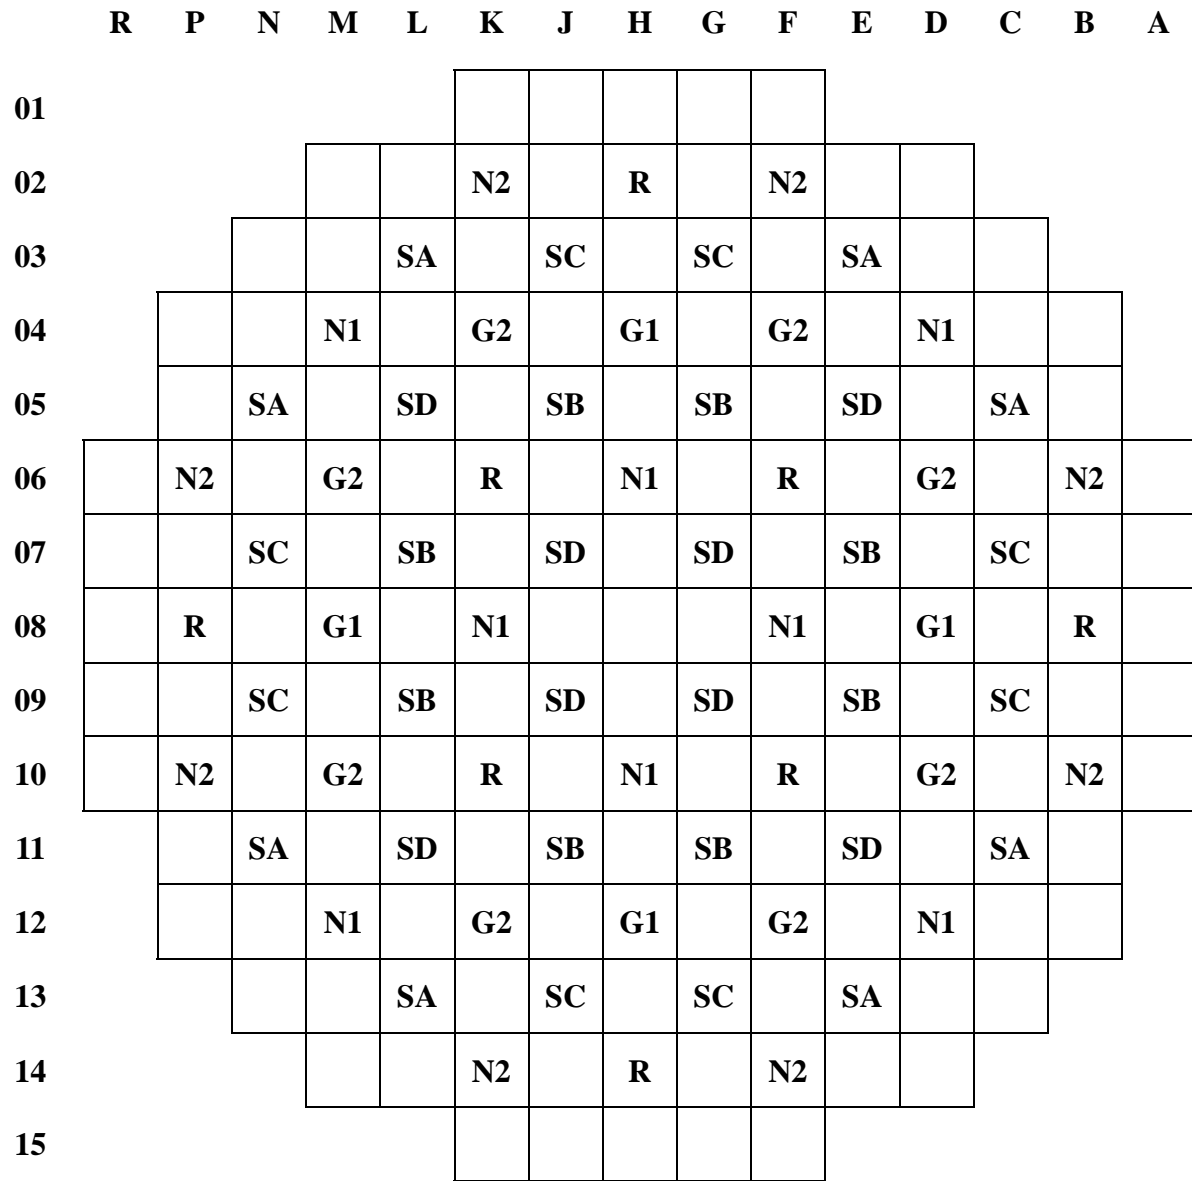 R P N M L K J H G F E D C B A
01
02 N2 R N2
03 SA SC SC SA
04 N1 G2 G1 G2 N1
05 SA SD SB SB SD SA
06 N2 G2 R N1 R G2 N2
07 SC SB SD SD SB SC
08 R G1 N1 N1 G1 R
09 SC SB SD SD SB SC
10 N2 G2 R N1 R G2 N2
11 SA SD SB SB SD SA
12 N1 G2 G1 G2 N1
13 SA SC SC SA
14 N2 R N2
15